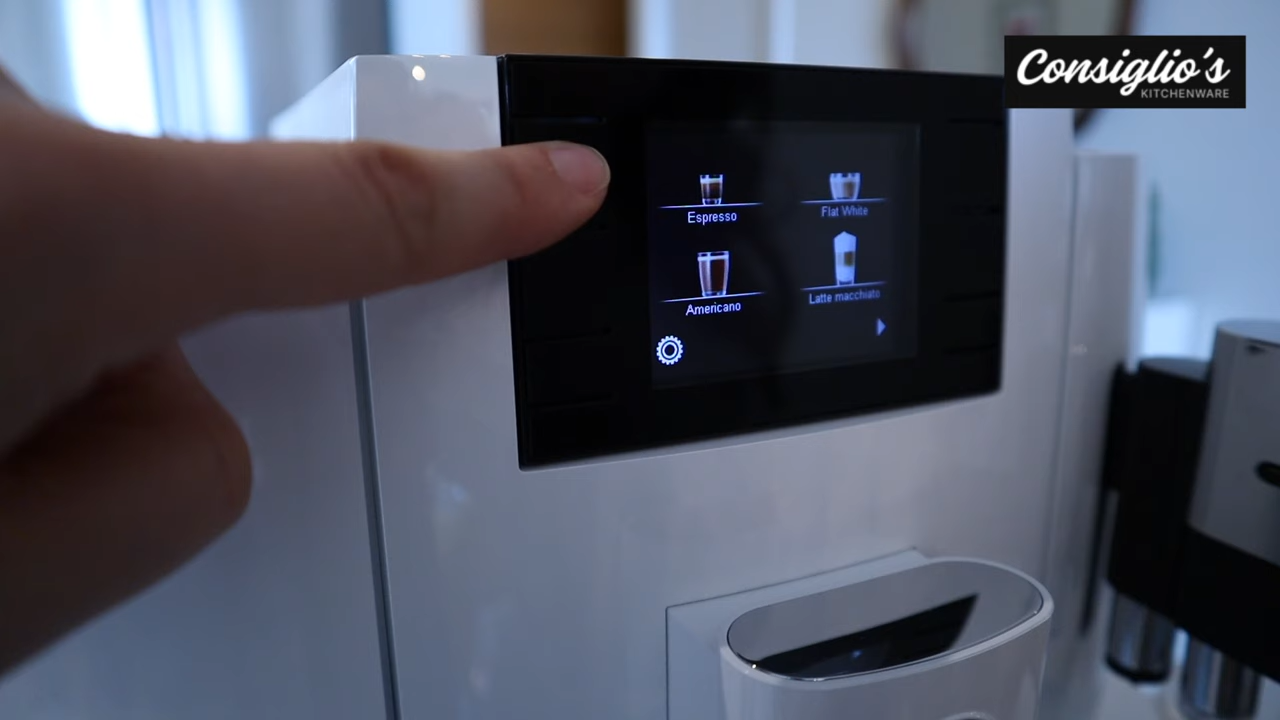 Consiglio's
KITCHENWARE
Espresso
Flat White
Americano
Latte macchiato